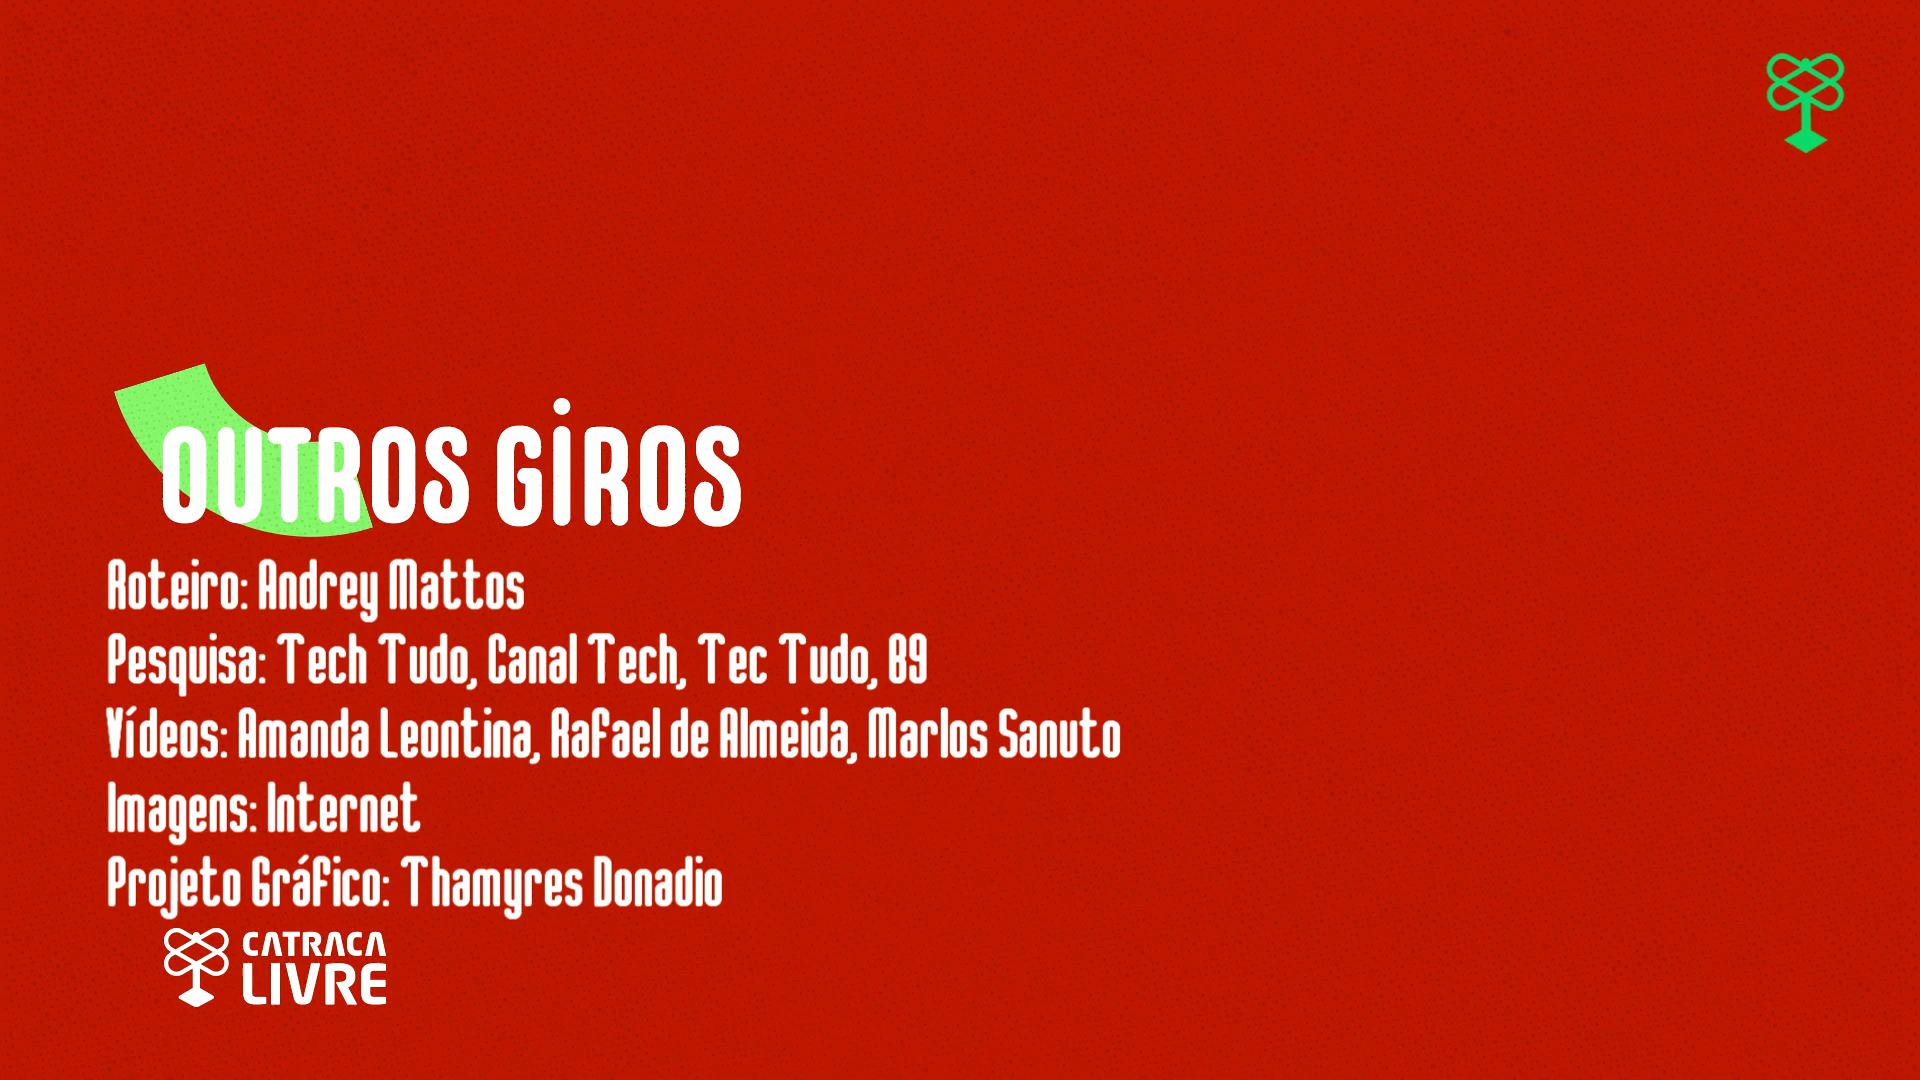 OUTROS GIROS
Roteiro: Andrey Mattos
Pesquisa: Tech Tudo, Canal Tech, Tec Tudo, B9
Vídeos: Amanda Leontina, Rafael de Almeida, Marlos Sanuto
Imagens: Internet
Projeto Gráfico: Thamyres Donadio
CATRACA
LIVRE